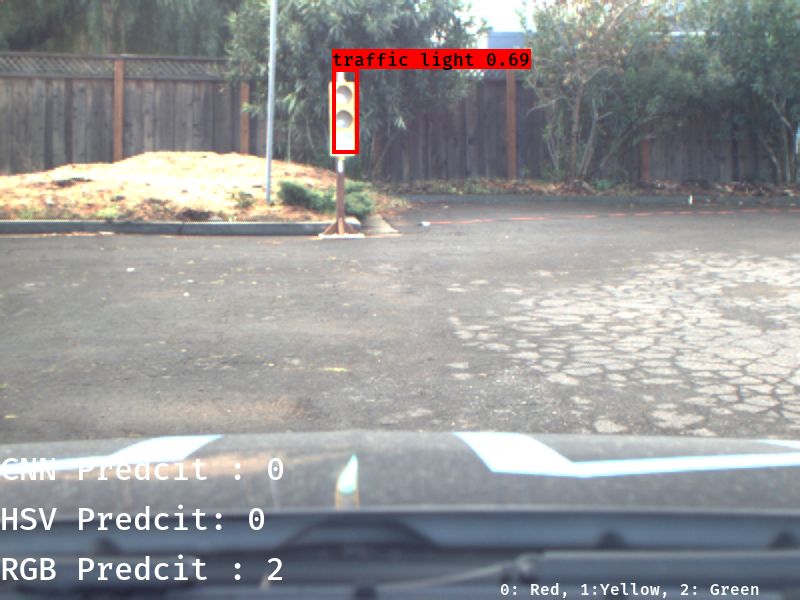 traffic light 0.69
CNN Predcit : 0
HSV Predcit: 0
RGB Predcit : 2
0: Red, 1:Yellow, 2: Green